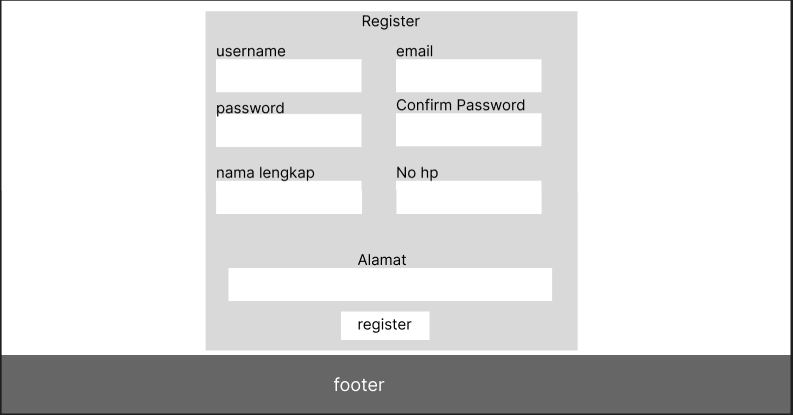 Register
username
email
password
Confirm Password
nama lengkap
No hp
Alamat
register
footer